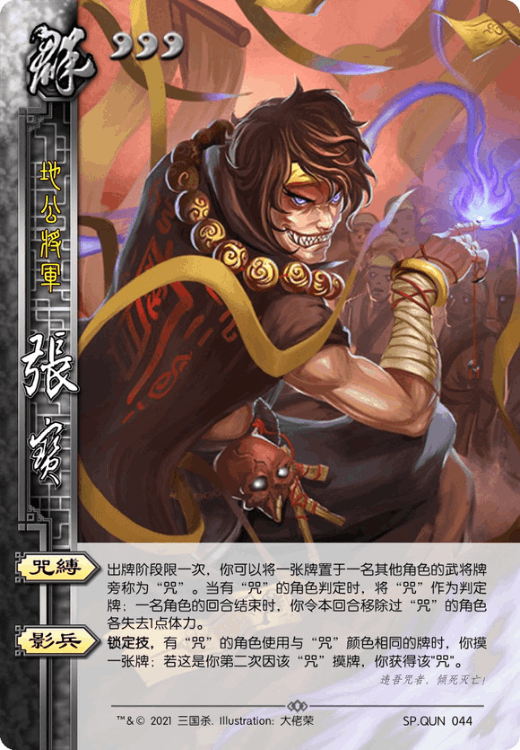 群
地公將軍
張寶
咒縛
出牌阶段限一次，你可以将一张牌置于一名其他角色的武将牌
旁称为“咒”。当有“咒”的角色判定时，将“咒”作为判定
牌；一名角色的回合结束时，你令本回合移除过“咒”的角色
各失去1点体力。
影兵
锁定技，有“咒”的角色使用与“咒”颜色相同的牌时，你摸
一张牌；若这是你第二次因该“咒”摸牌，你获得该"咒"。
违吾咒者，倾死灭亡！
™&© 2021 三国杀. Illustration: 大佬荣
SP.QUN 044